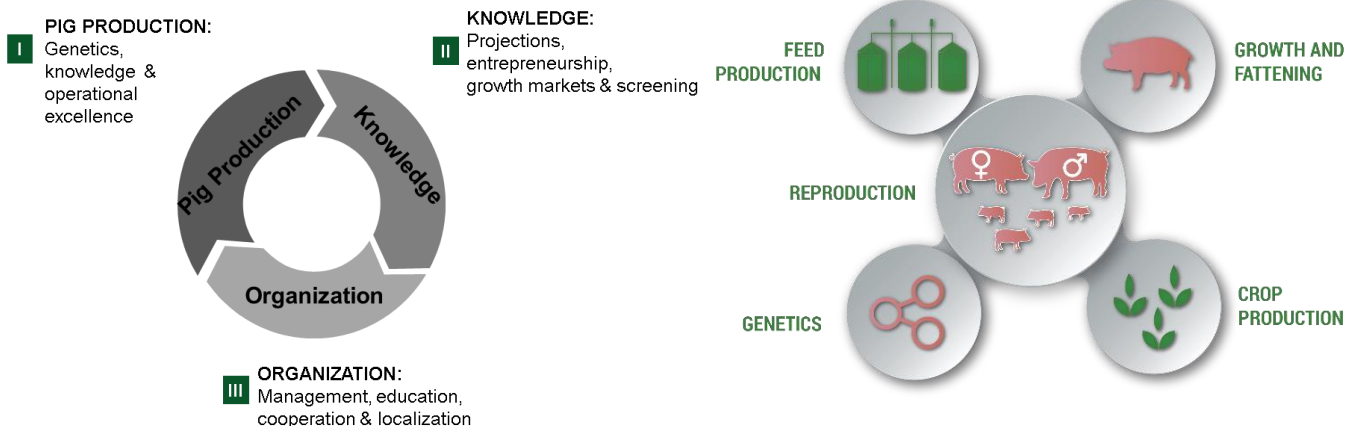 I
PIG PRODUCTION:
Genetics,
knowledge &
operational
excellence
II
KNOWLEDGE:
Projections,
entrepreneurship,
growth markets & screening
Pig Production
Knowledge
Organization
III
ORGANIZATION:
Management, education,
cooperation & localization
FEED
PRODUCTION
GROWTH AND
FATTENING
REPRODUCTION
GENETICS
CROP
PRODUCTION